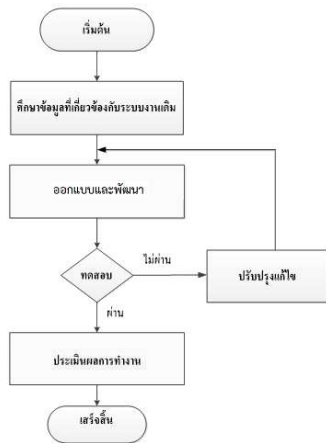 เริ่มต้น
ศึกษาข้อมูลที่เกี่ยวข้องกับระบบงานเดิม
ออกแบบและพัฒนา
ทดสอบ
ไม่ผ่าน
ปรับปรุงแก้ไข
ผ่าน
ประเมินผลการทำงาน
เสร็จสิ้น